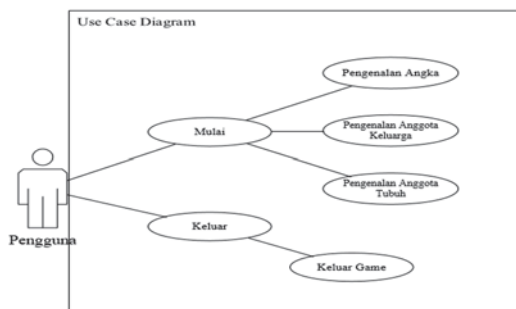 Use Case Diagram
Pengenalan Angka
Mulai
Pengenalan Anggota
Keluarga
Pengenalan Anggota
Tubuh
Pengguna
Keluar
Keluar Game